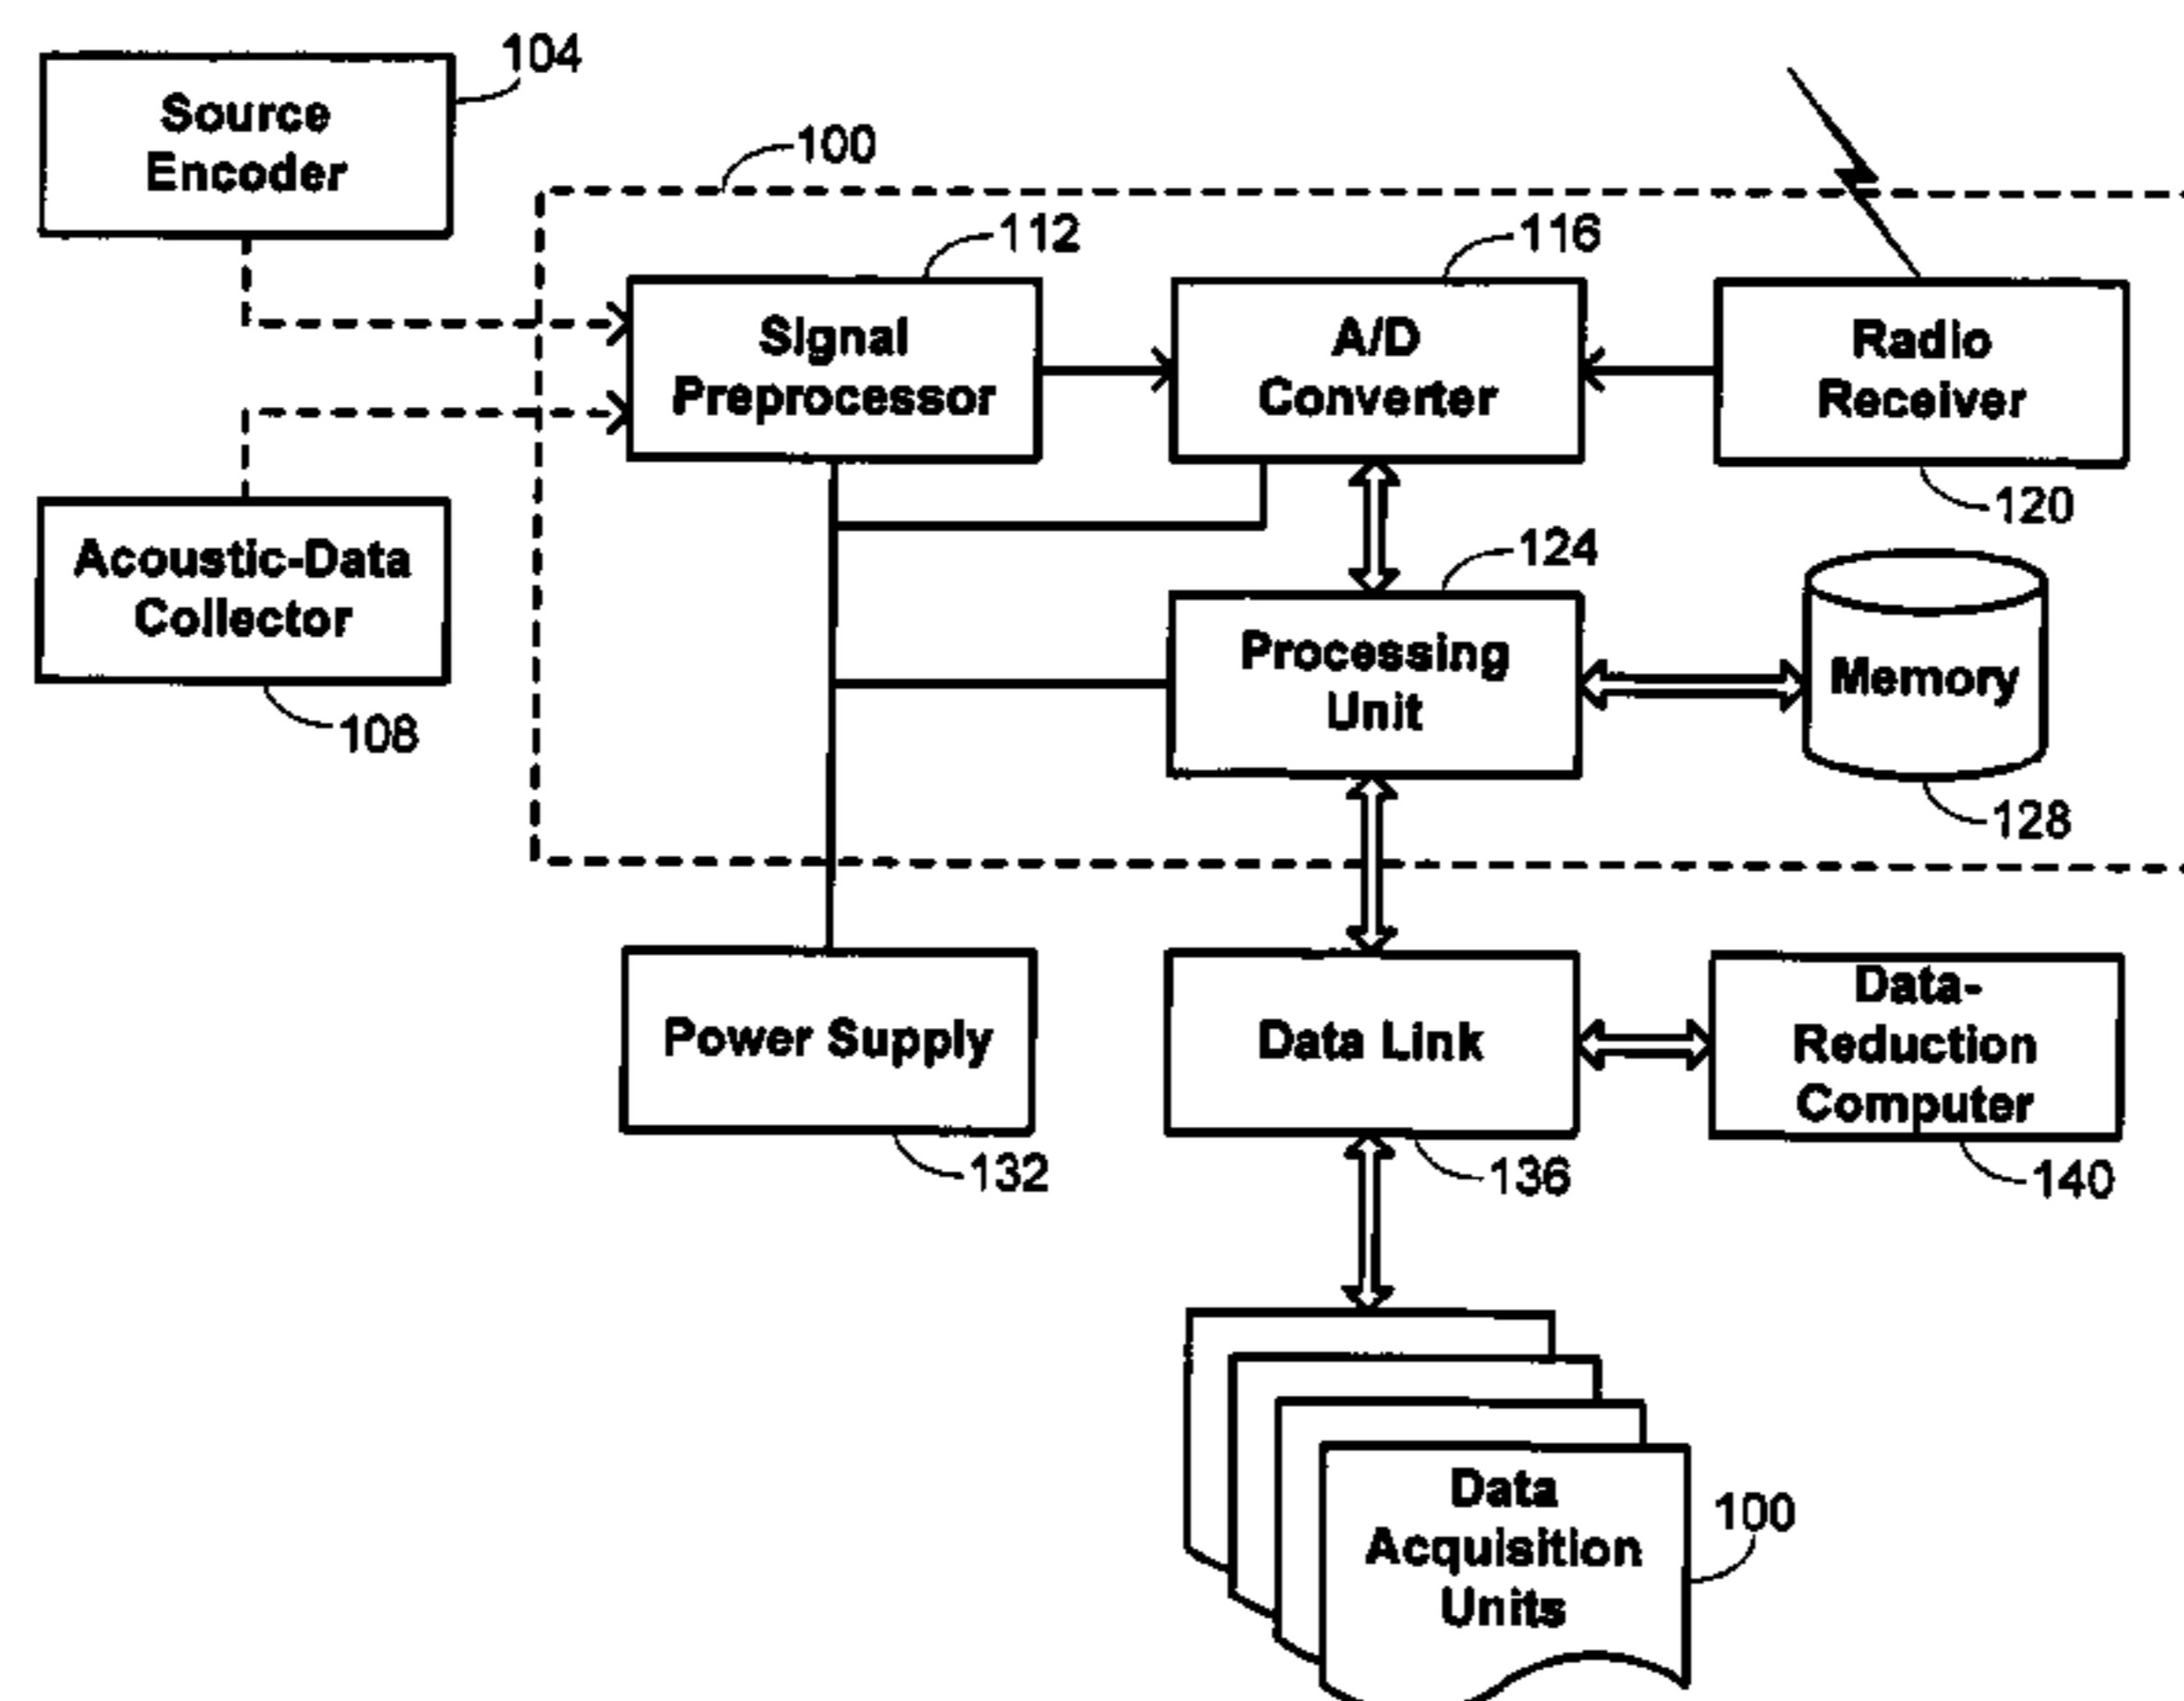 104
Source
Encoder
100
112
116
Signal
Preprocessor
A/D
Converter
Radio
Receiver
120
Acoustic-Data
Collector
108
124
Processing
Unit
Memory
128
Power Supply
132
Data Link
136
Data-
Reduction
Computer
140
Data
Acquisition
Units
100